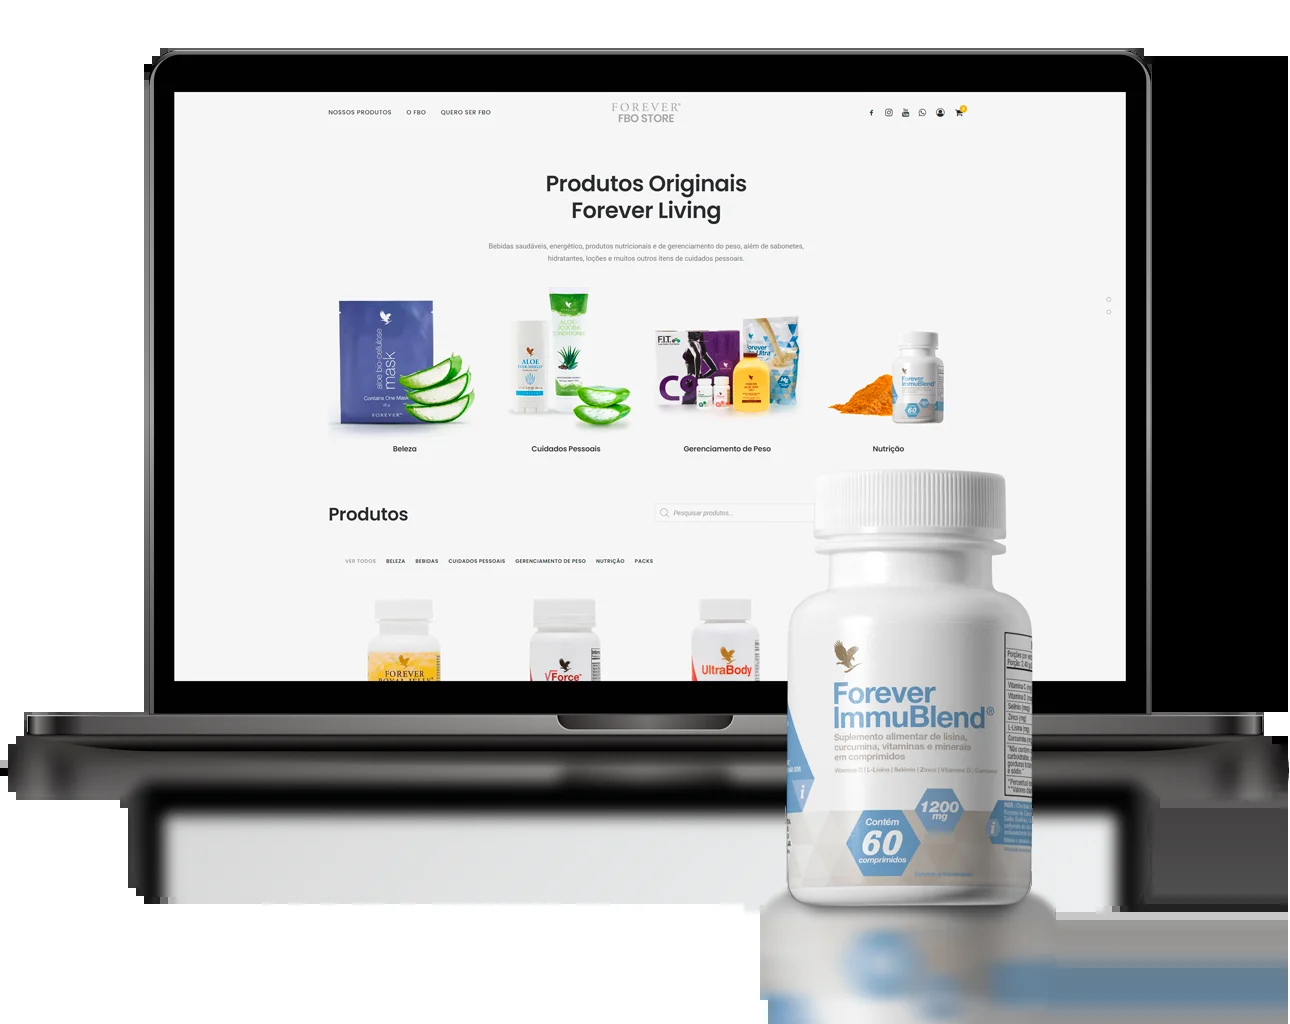 NOSSOS PRODUTOS O FBO QUERO SER FBO
FOREVER®
FBO STORE
Produtos Originais
Forever Living
Bebidas saudáveis, energético, produtos nutricionais e de gerenciamento do peso, além de sabonetes,
hidratantes, loções e muitos outros itens de cuidados pessoais.
aloe bio-cellulose
mask
Contains One Mask
FOREVER™
ALOE
ALOE
JOJOBA
CONDITIONER
F.I.T.
C9
Forever
Ultra
Forever
ImmuBlend
60
Beleza
Cuidados Pessoais
Gerenciamento de Peso
Nutrição
Produtos
Pesquisar produtos...
VER TODOS BELEZA BEBIDAS CUIDADOS PESSOAIS GERENCIAMENTO DE PESO NUTRIÇÃO PACKS
FOREVER
ROYAL JELLY
VForce™
UltraBody
Forever
ImmuBlend®
Suplemento alimentar de lisina,
curcumina, vitaminas e minerais
em comprimidos
Vitamina C | L-Lisina | Selênio | Zinco | Vitamina D |
1200
mg
Contém
60
comprimidos